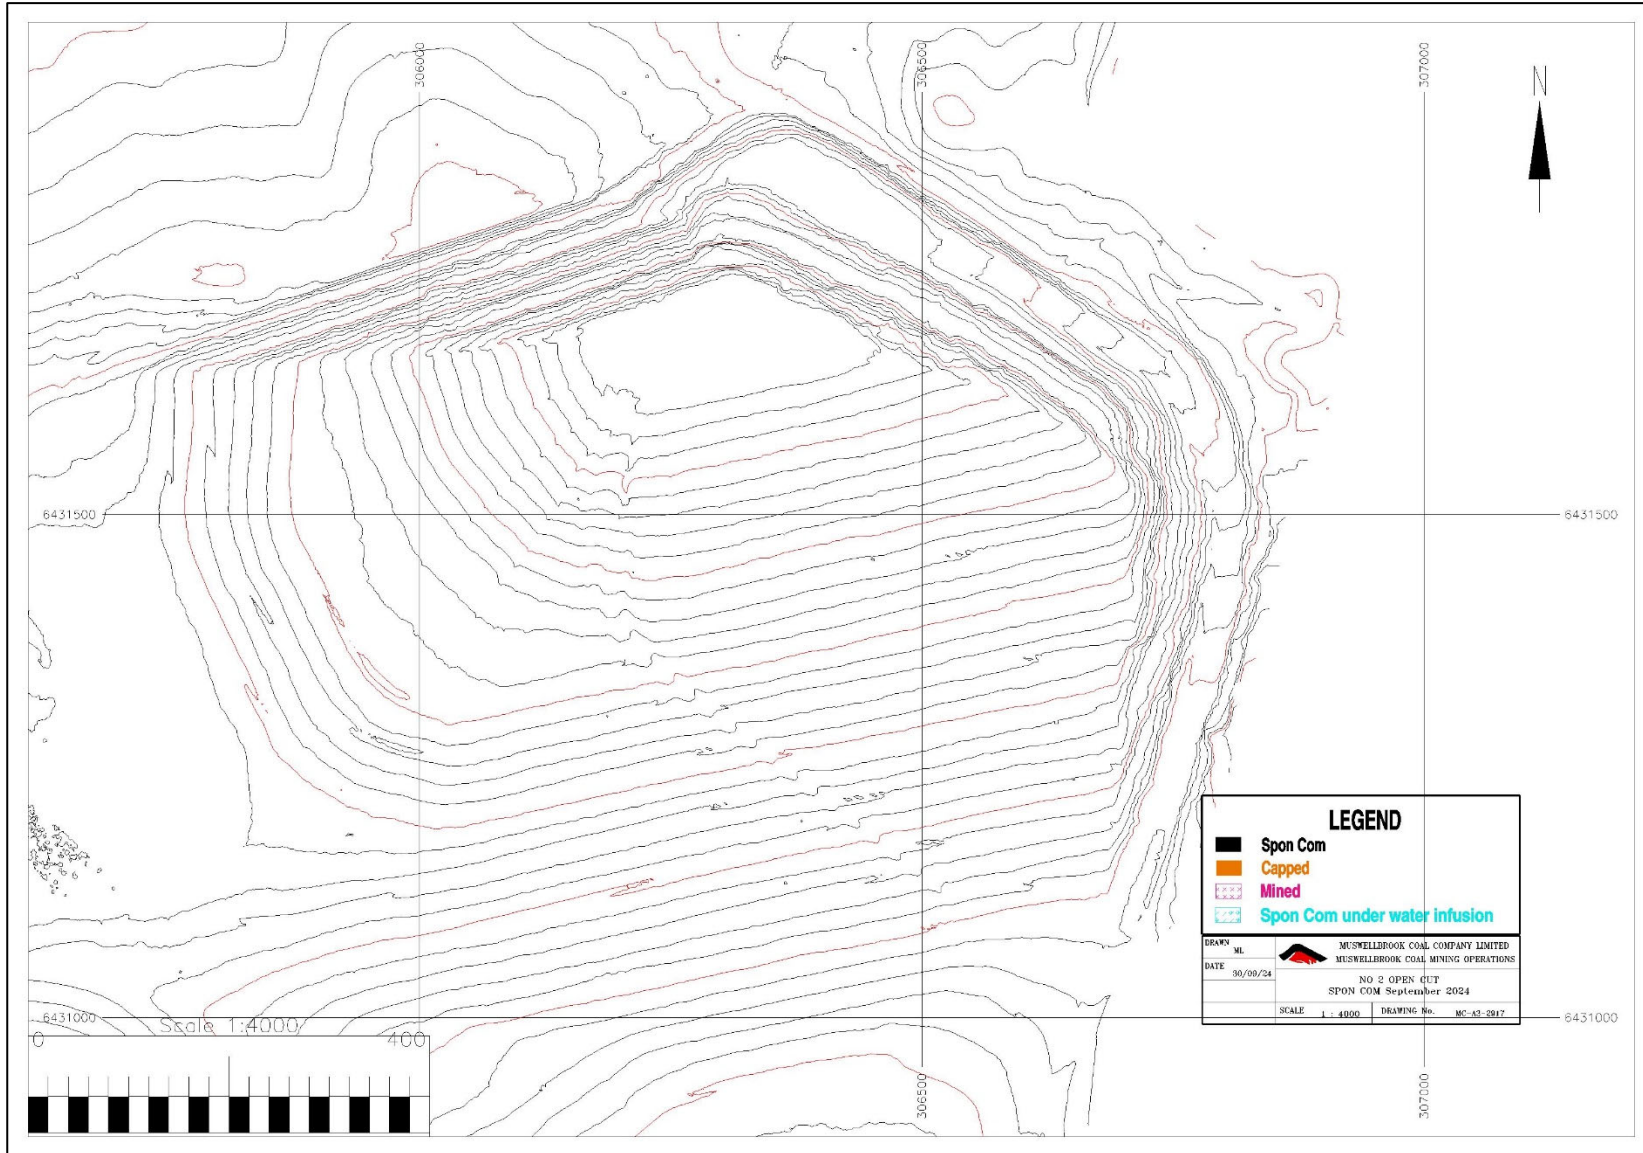 306000
306500
307000
N
6431500
6431500
LEGEND
Spon Com
Capped
Mined
Spon Com under water infusion
DRAWN
ML
DATE
30/09/24
MUSWELLBROOK COAL COMPANY LIMITED
MUSWELLBROOK COAL MINING OPERATIONS
NO 2 OPEN CUT
SPON COM September 2024
SCALE
1 : 4000
DRAWING No.
MC-A3-2917
6431000
6431000
Scale 1:4000
0
400
306500
307000